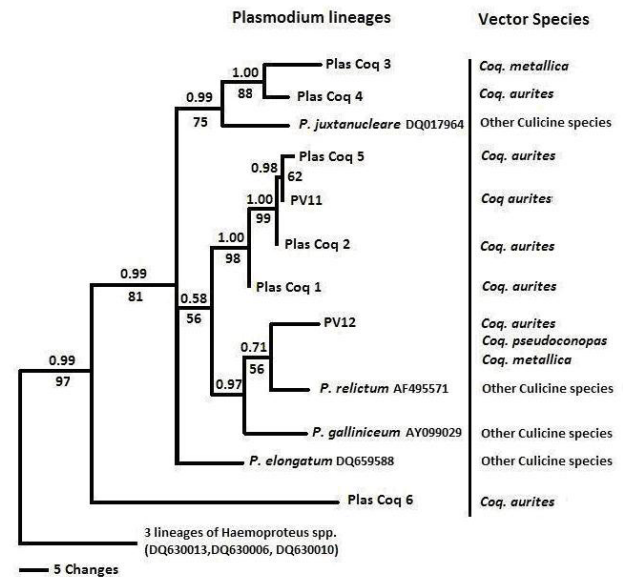 Plasmodium lineages Vector Species
1.00 Plas Coq 3 Coq. metallica
0.99 88 Plas Coq 4 Coq. aurites
75 P. juxtanucleare DQ017964 Other Culicine species
Plas Coq 5 Coq. aurites
0.98 62
1.00 PV11 Coq aurites
99
1.00 Plas Coq 2 Coq. aurites
98
0.99 Plas Coq 1 Coq. aurites
81 0.58
56 PV12 Coq. aurites
Coq. pseudoconopas
0.71 Coq. metallica
0.99 56
97 0.97 P. relictum AF495571 Other Culicine species
P. galliniceum AY099029 Other Culicine species
P. elongatum DQ659588 Other Culicine species
Plas Coq 6 Coq. aurites
3 lineages of Haemoproteus spp.
(DQ630013,DQ630006, DQ630010)
5 Changes